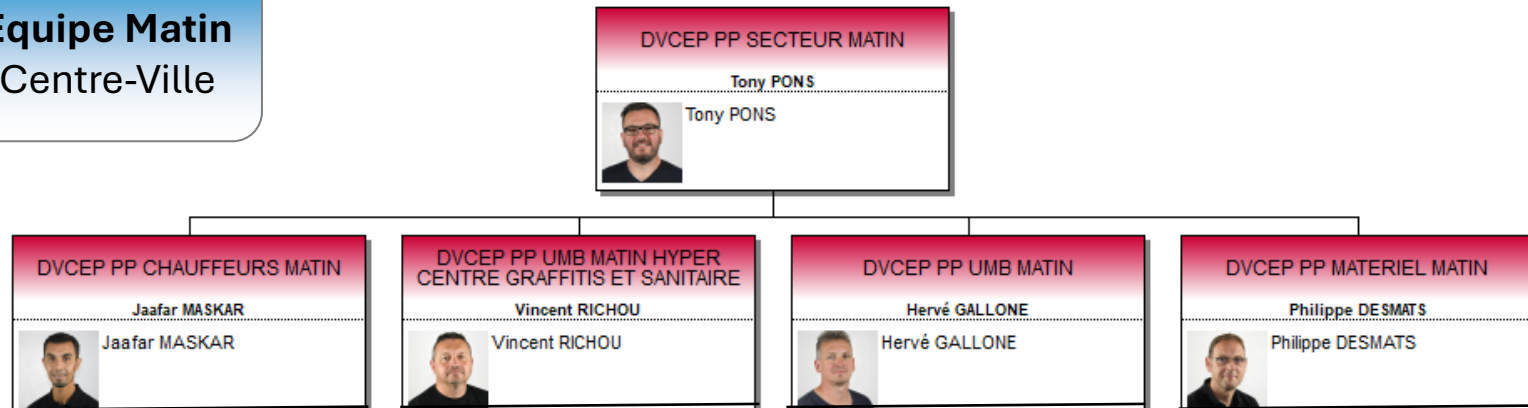 Equipe Matin
Centre-Ville
DVCEP PP SECTEUR MATIN
Tony PONS
Tony PONS
DVCEP PP CHAUFFEURS MATIN
Jaafar MASKAR
Jaafar MASKAR
DVCEP PP UMB MATIN HYPER
CENTRE GRAFFITIS ET SANITAIRE
Vincent RICHOU
Vincent RICHOU
DVCEP PP UMB MATIN
Hervé GALLONE
Hervé GALLONE
DVCEP PP MATERIEL MATIN
Philippe DESMATS
Philippe DESMATS